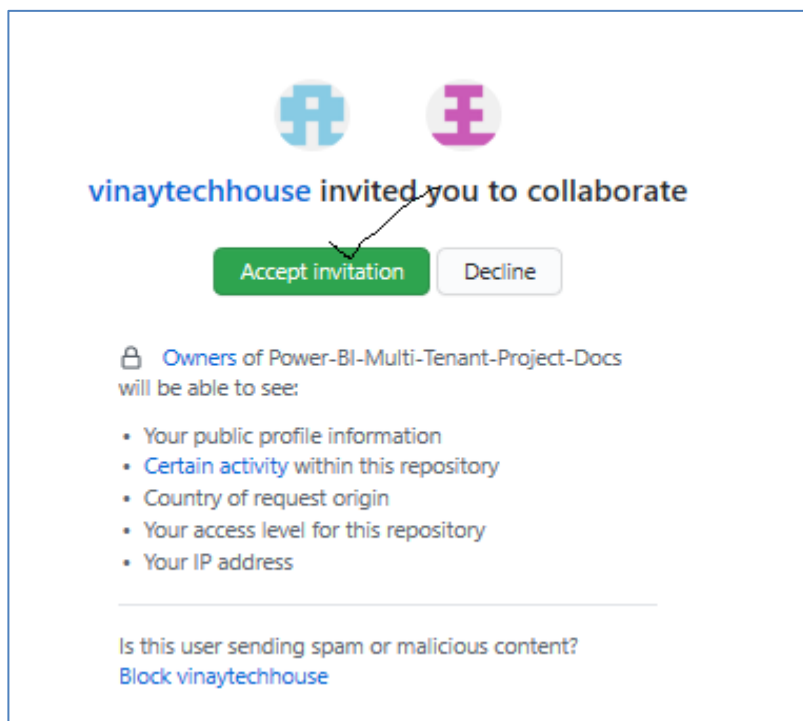 vinaytechhouse invited you to collaborate
Accept invitation
Decline
Owners of Power-BI-Multi-Tenant-Project-Docs
will be able to see:
• Your public profile information
• Certain activity within this repository
• Country of request origin
• Your access level for this repository
• Your IP address
Is this user sending spam or malicious content?
Block vinaytechhouse